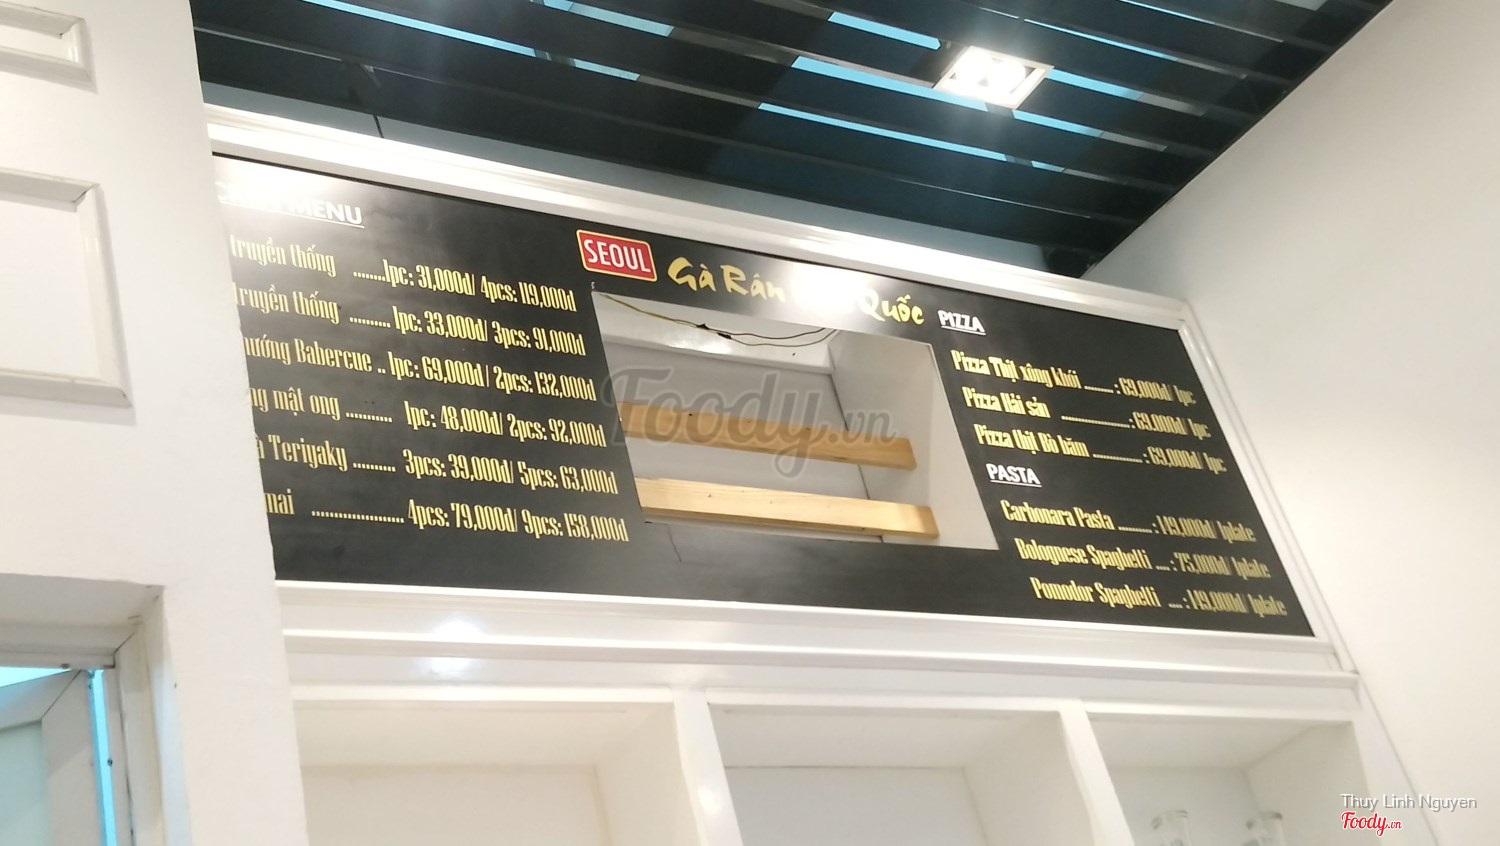 MENU
truyền thống ........1pc: 31,000đ/ 4pcs: 119,000đ
truyền thống .......... 1pc: 33,000đ/ 3pcs: 91,000đ
nướng Babercue .. 1pc: 69,000đ/ 2pcs: 132,000đ
mật ong .......... 1pc: 48,000đ/ 2pcs: 92,000đ
Teriyaky ......... 3pcs: 39,000đ/ 5pcs: 63,000đ
.................... 4pcs: 79,000đ/ 9pcs: 158,000đ
SEOUL
Gà Rán Quốc
PIZZA
Pizza Thịt xông khói ....... : 69,000đ/ 1pc
Pizza Hải sản ................ : 69,000đ/ 1pc
Pizza thịt Bò băm ............ : 69,000đ/ 1pc
PASTA
Carbonara Pasta ......... : 149,000đ/ 1plate
Bolognese Spaghetti .... : 75,000đ/ 1plate
Pomodor Spaghetti .... : 149,000đ/ 1plate
Foody.vn
Thuy Linh Nguyen
Foody.vn